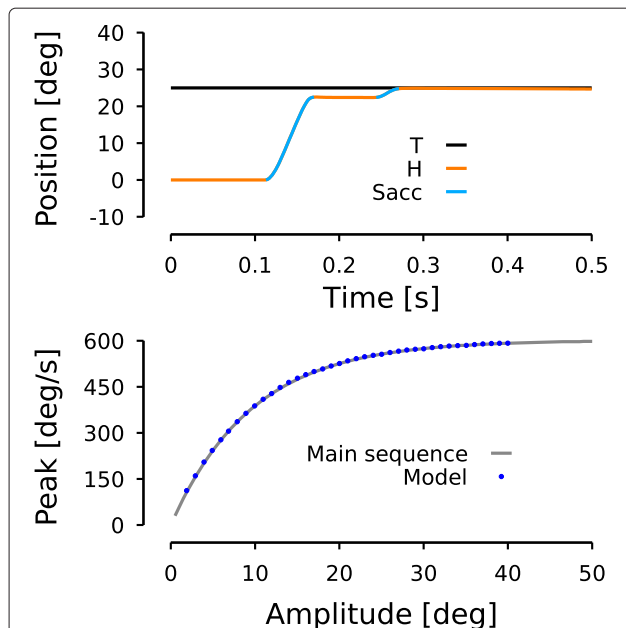 Position [deg]
40
30
20
10
0
-10
T
H
Sacc
0 0.1 0.2 0.3 0.4 0.5
Time [s]
Peak [deg/s]
600
450
300
150
0
Main sequence
Model
0 10 20 30 40 50
Amplitude [deg]